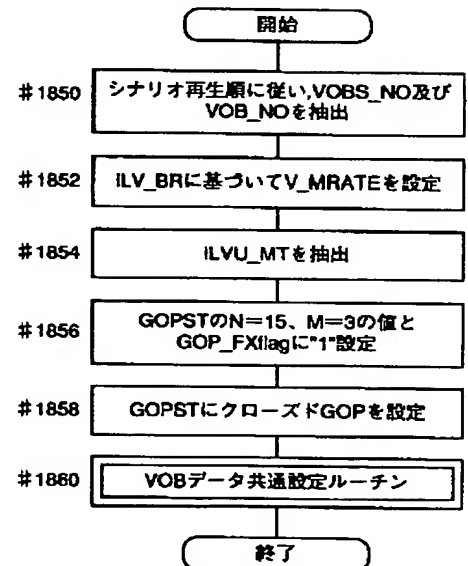 開始
#1850
シナリオ再生順に従い,VOBS_NO及び
VOB_NOを抽出
#1852
ILV_BRに基づいてV_MRATEを設定
#1854
ILVU_MTを抽出
#1856
GOPSTのN=15、M=3の値と
GOP_FXflagに"1"設定
#1858
GOPSTにクローズドGOPを設定
#1860
VOBデータ共通設定ルーチン
終了